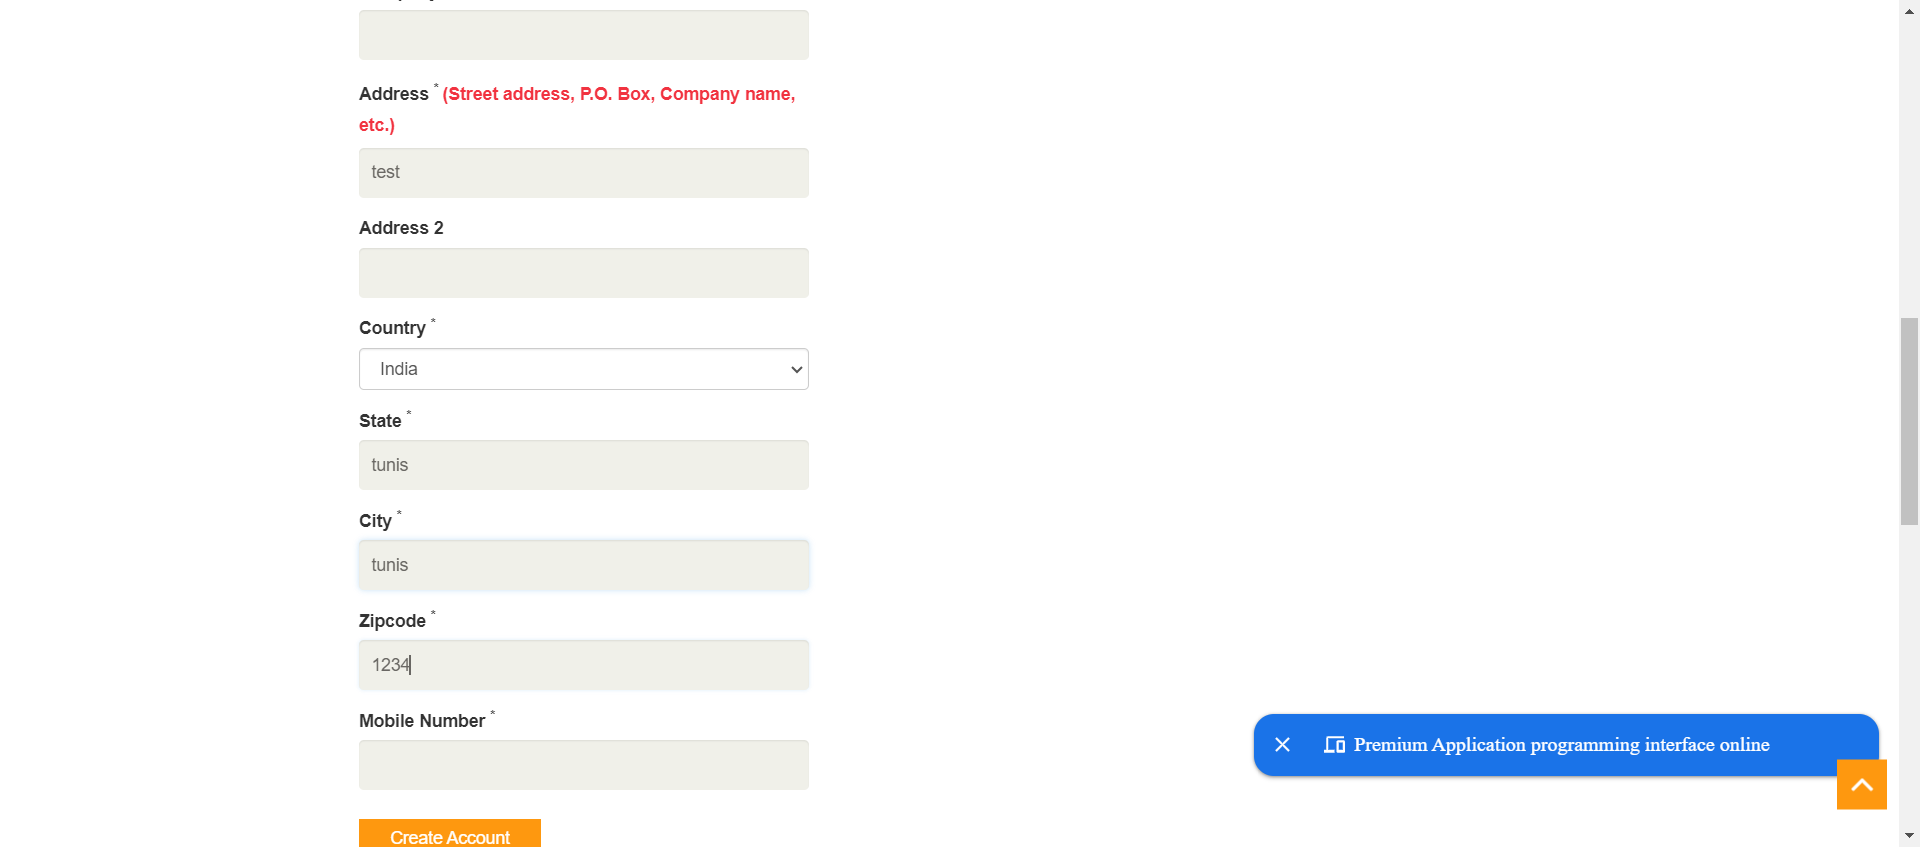 Address * (Street address, P.O. Box, Company name,
etc.)
test
Address 2
Country *
India
State *
tunis
City *
tunis
Zipcode *
1234
Mobile Number *
Premium Application programming interface online
Create Account